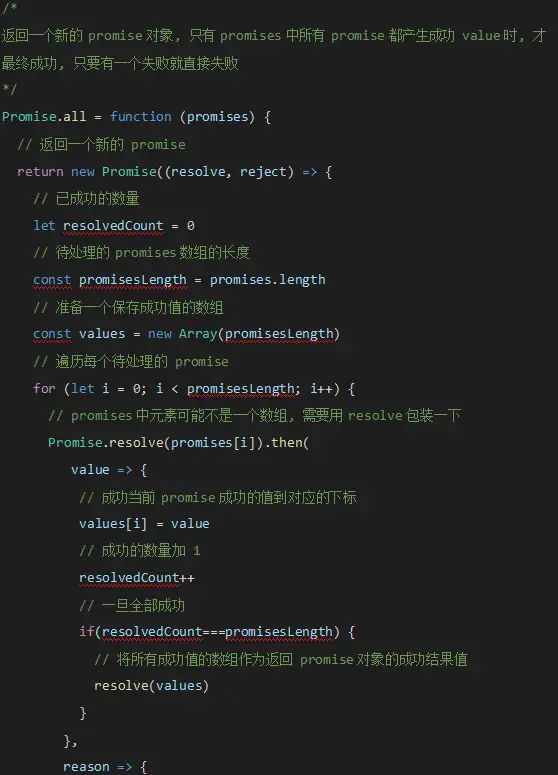 /*
返回一个新的 promise 对象, 只有 promises 中所有 promise 都产生成功 value 时, 才
最终成功, 只要有一个失败就直接失败
*/
Promise.all = function (promises) {
// 返回一个新的 promise
return new Promise((resolve, reject) => {
// 已成功的数量
let resolvedCount = 0
// 待处理的 promises 数组的长度
const promisesLength = promises.length
// 准备一个保存成功值的数组
const values = new Array(promisesLength)
// 遍历每个待处理的 promise
for (let i = 0; i < promisesLength; i++) {
// promises 中元素可能不是一个数组, 需要用 resolve 包装一下
Promise.resolve(promises[i]).then(
value => {
// 成功当前 promise 成功的值到对应的下标
values[i] = value
// 成功的数量加 1
resolvedCount++
// 一旦全部成功
if(resolvedCount===promisesLength) {
// 将所有成功值的数组作为返回 promise 对象的成功结果值
resolve(values)
}
},
reason => {